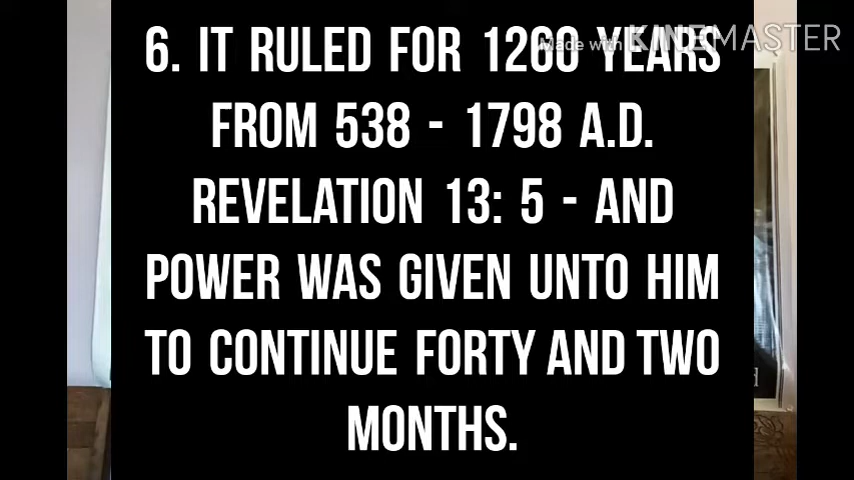 Made with KINEMASTER
6. IT RULED FOR 1260 YEARS
FROM 538 - 1798 A.D.
REVELATION 13: 5 - AND
POWER WAS GIVEN UNTO HIM
TO CONTINUE FORTY AND TWO
MONTHS.